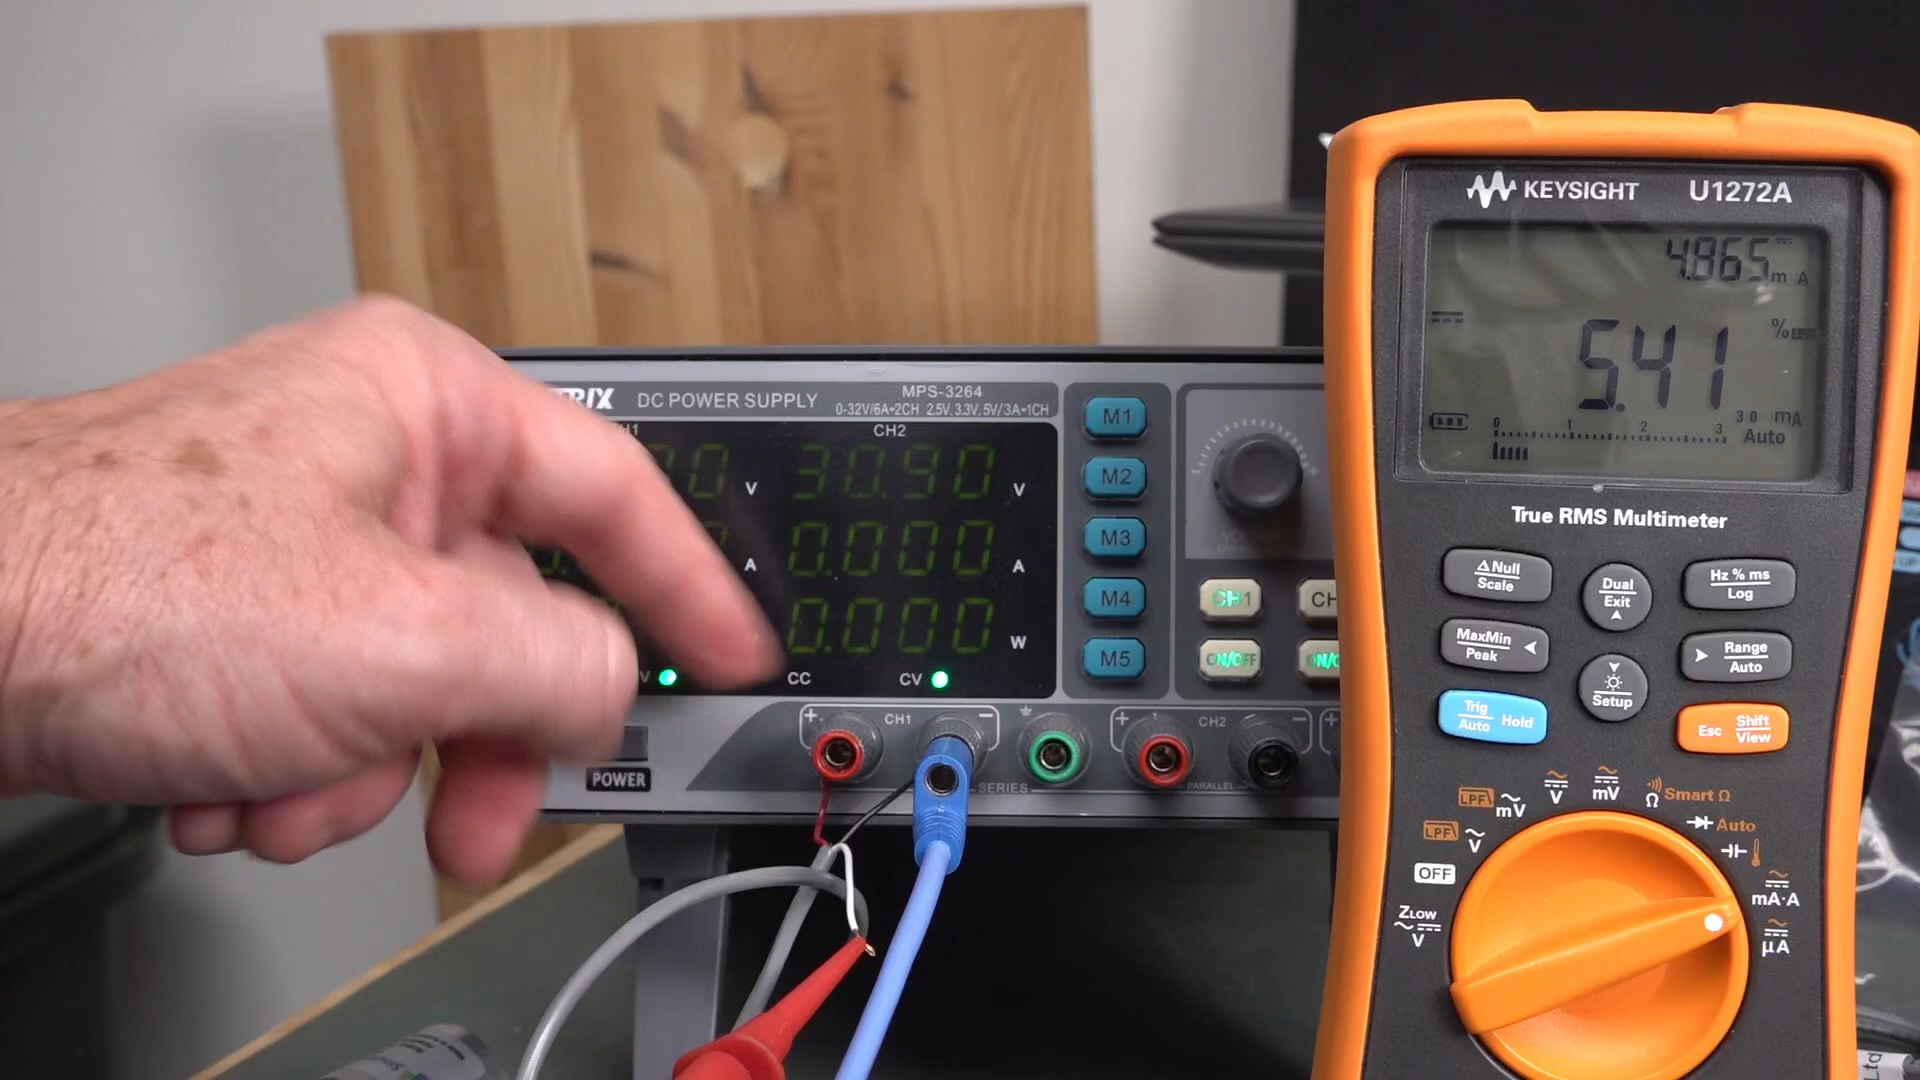 TRIX DC POWER SUPPLY MPS-3264
0-32V/6A*2CH 2.5V, 3.3V, 5V/3A*1CH
CH2
V 30.90 V
A 0.000 A
0.000 W
V CC CV
M1
M2
M3
M4
M5
CH1 CH
ON/OFF ON/O
+ CH1 −
+ CH2 −
+
SERIES
PARALLEL
POWER
KEYSIGHT U1272A
4.865 mA
5.41 %
0 1 2 3 30 mA
Auto
True RMS Multimeter
ΔNull
Scale
Dual
Exit
Hz % ms
Log
MaxMin
Peak
Range
Auto
Setup
Trig
Auto Hold
Esc Shift
View
LPF mV
V
mV
Ω Smart Ω
LPF V
Auto
OFF
mA·A
ZLOW
V
μA